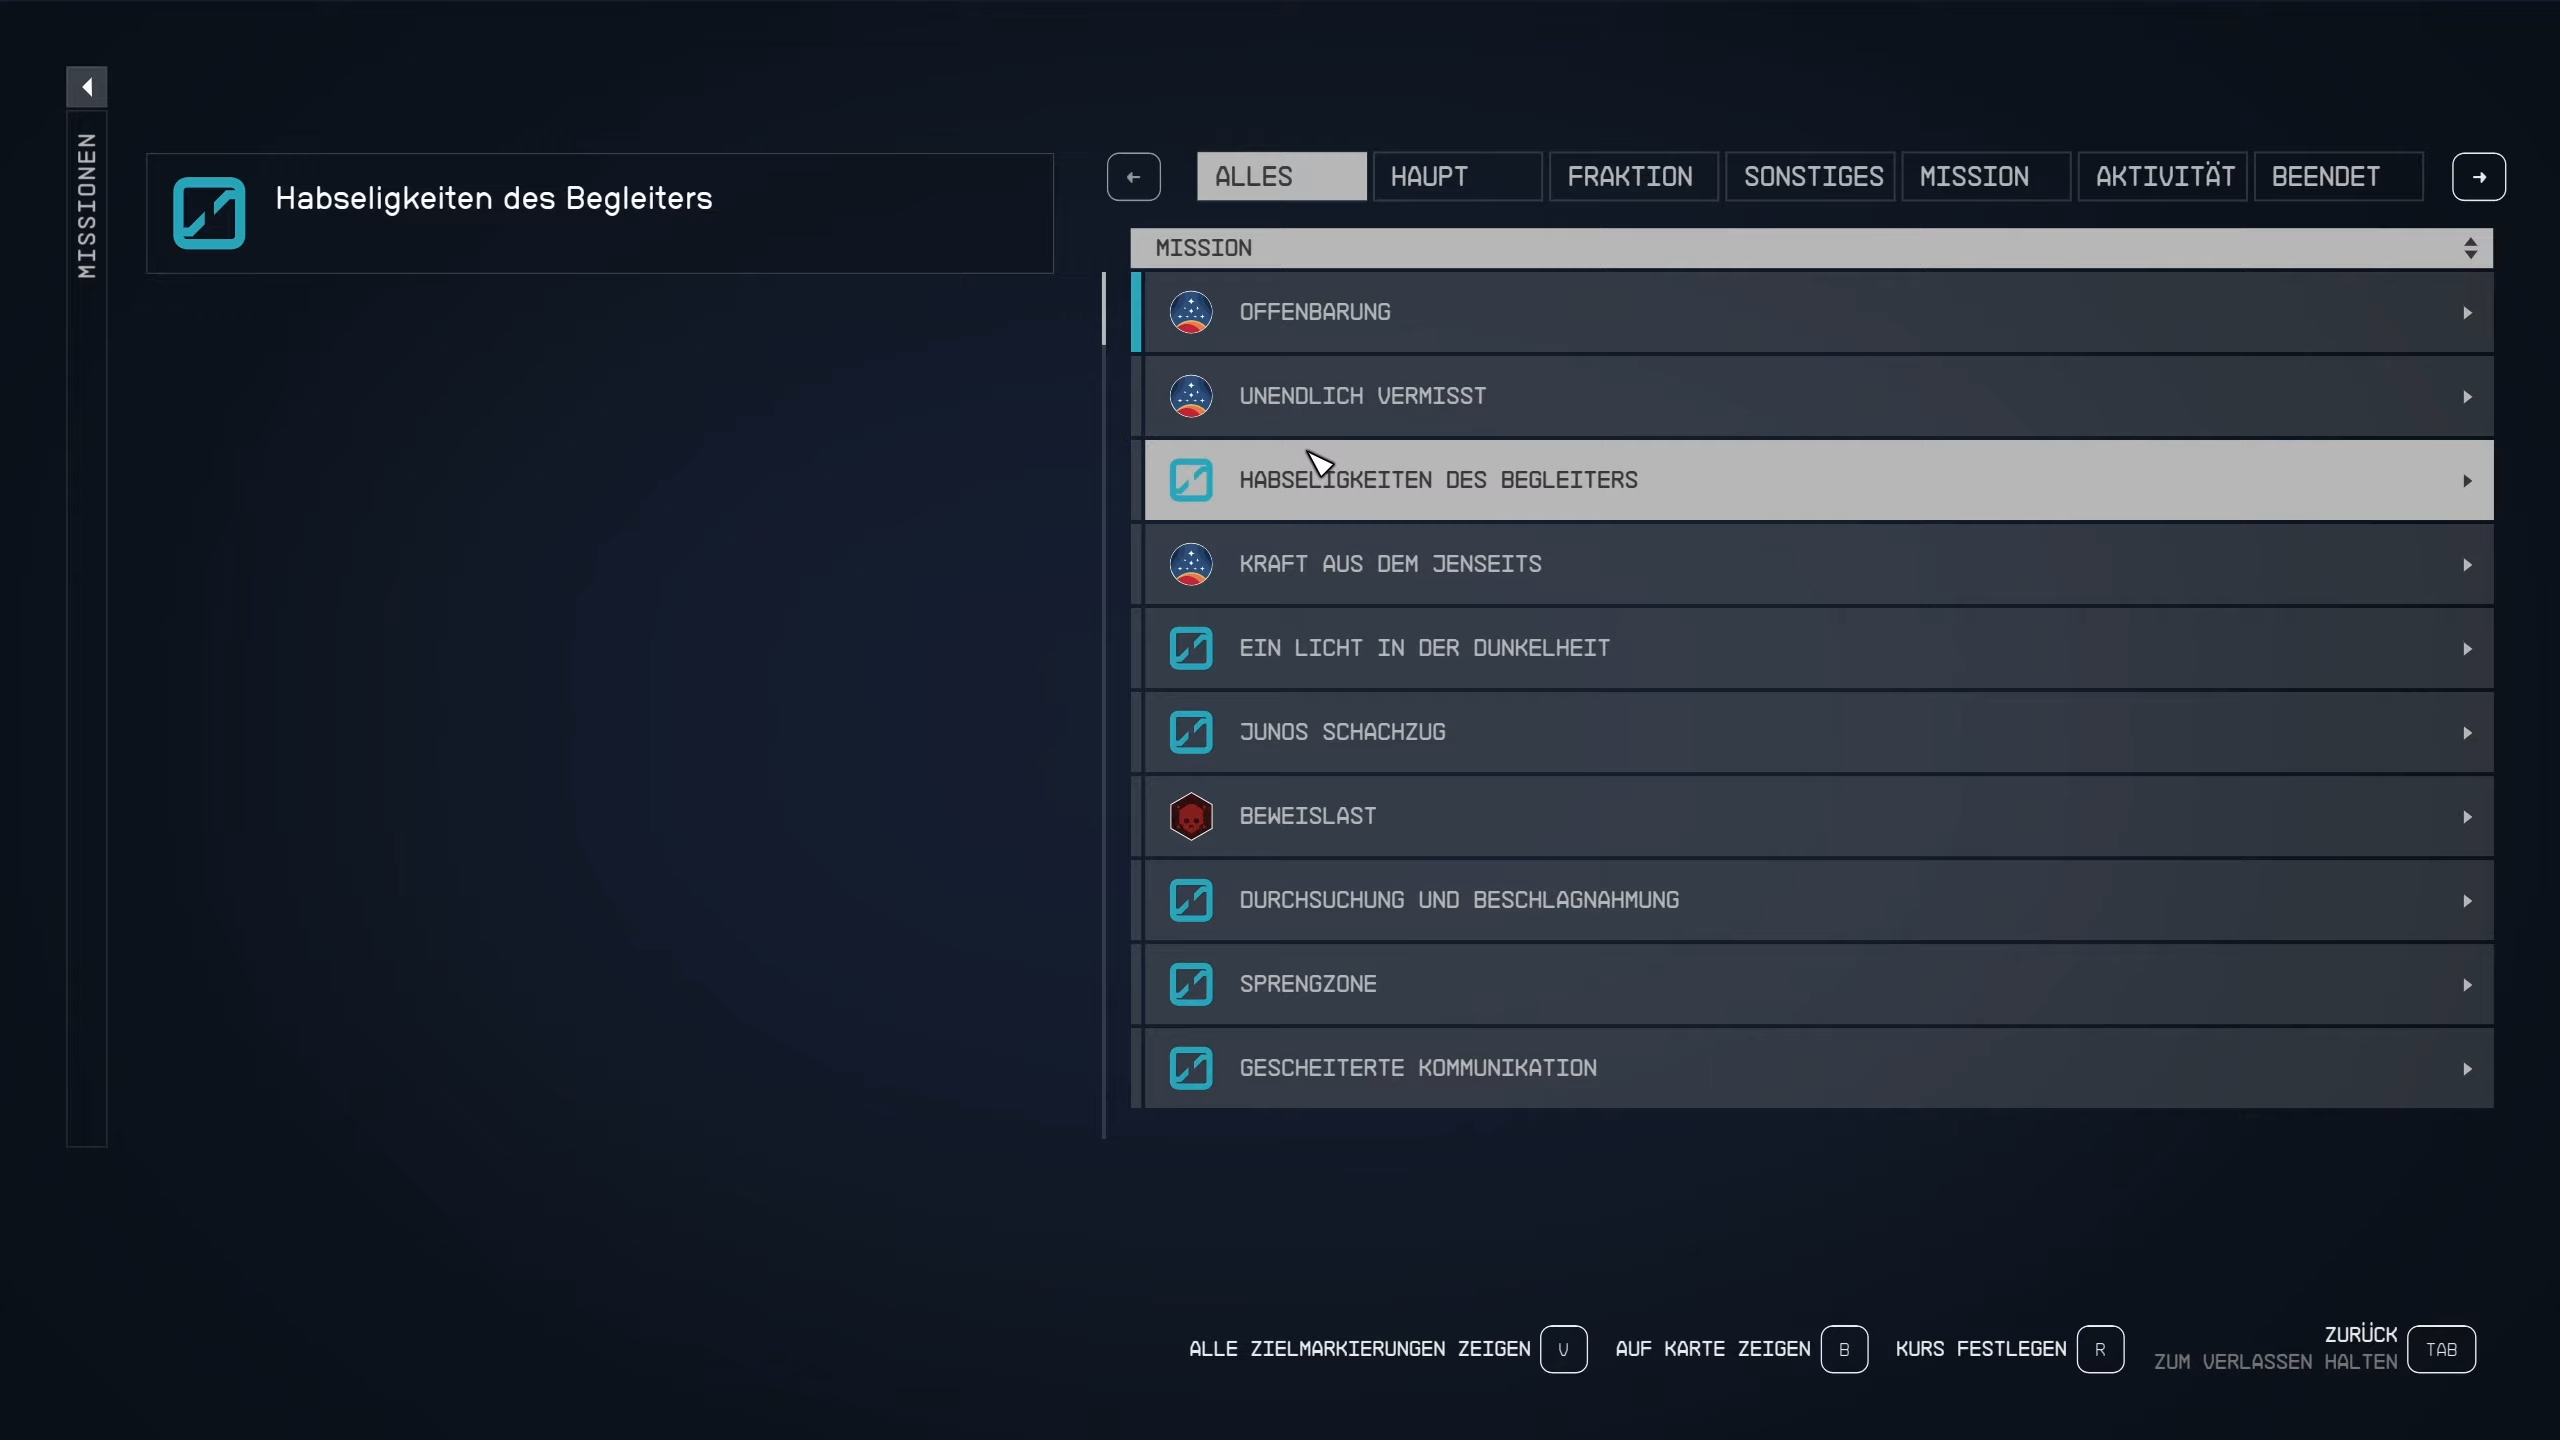 MISSIONEN
Habseligkeiten des Begleiters
ALLES HAUPT FRAKTION SONSTIGES MISSION AKTIVITÄT BEENDET
MISSION
OFFENBARUNG
UNENDLICH VERMISST
HABSELIGKEITEN DES BEGLEITERS
KRAFT AUS DEM JENSEITS
EIN LICHT IN DER DUNKELHEIT
JUNOS SCHACHZUG
BEWEISLAST
DURCHSUCHUNG UND BESCHLAGNAHMUNG
SPRENGZONE
GESCHEITERTE KOMMUNIKATION
ALLE ZIELMARKIERUNGEN ZEIGEN V AUF KARTE ZEIGEN B KURS FESTLEGEN R ZURÜCK TAB
ZUM VERLASSEN HALTEN